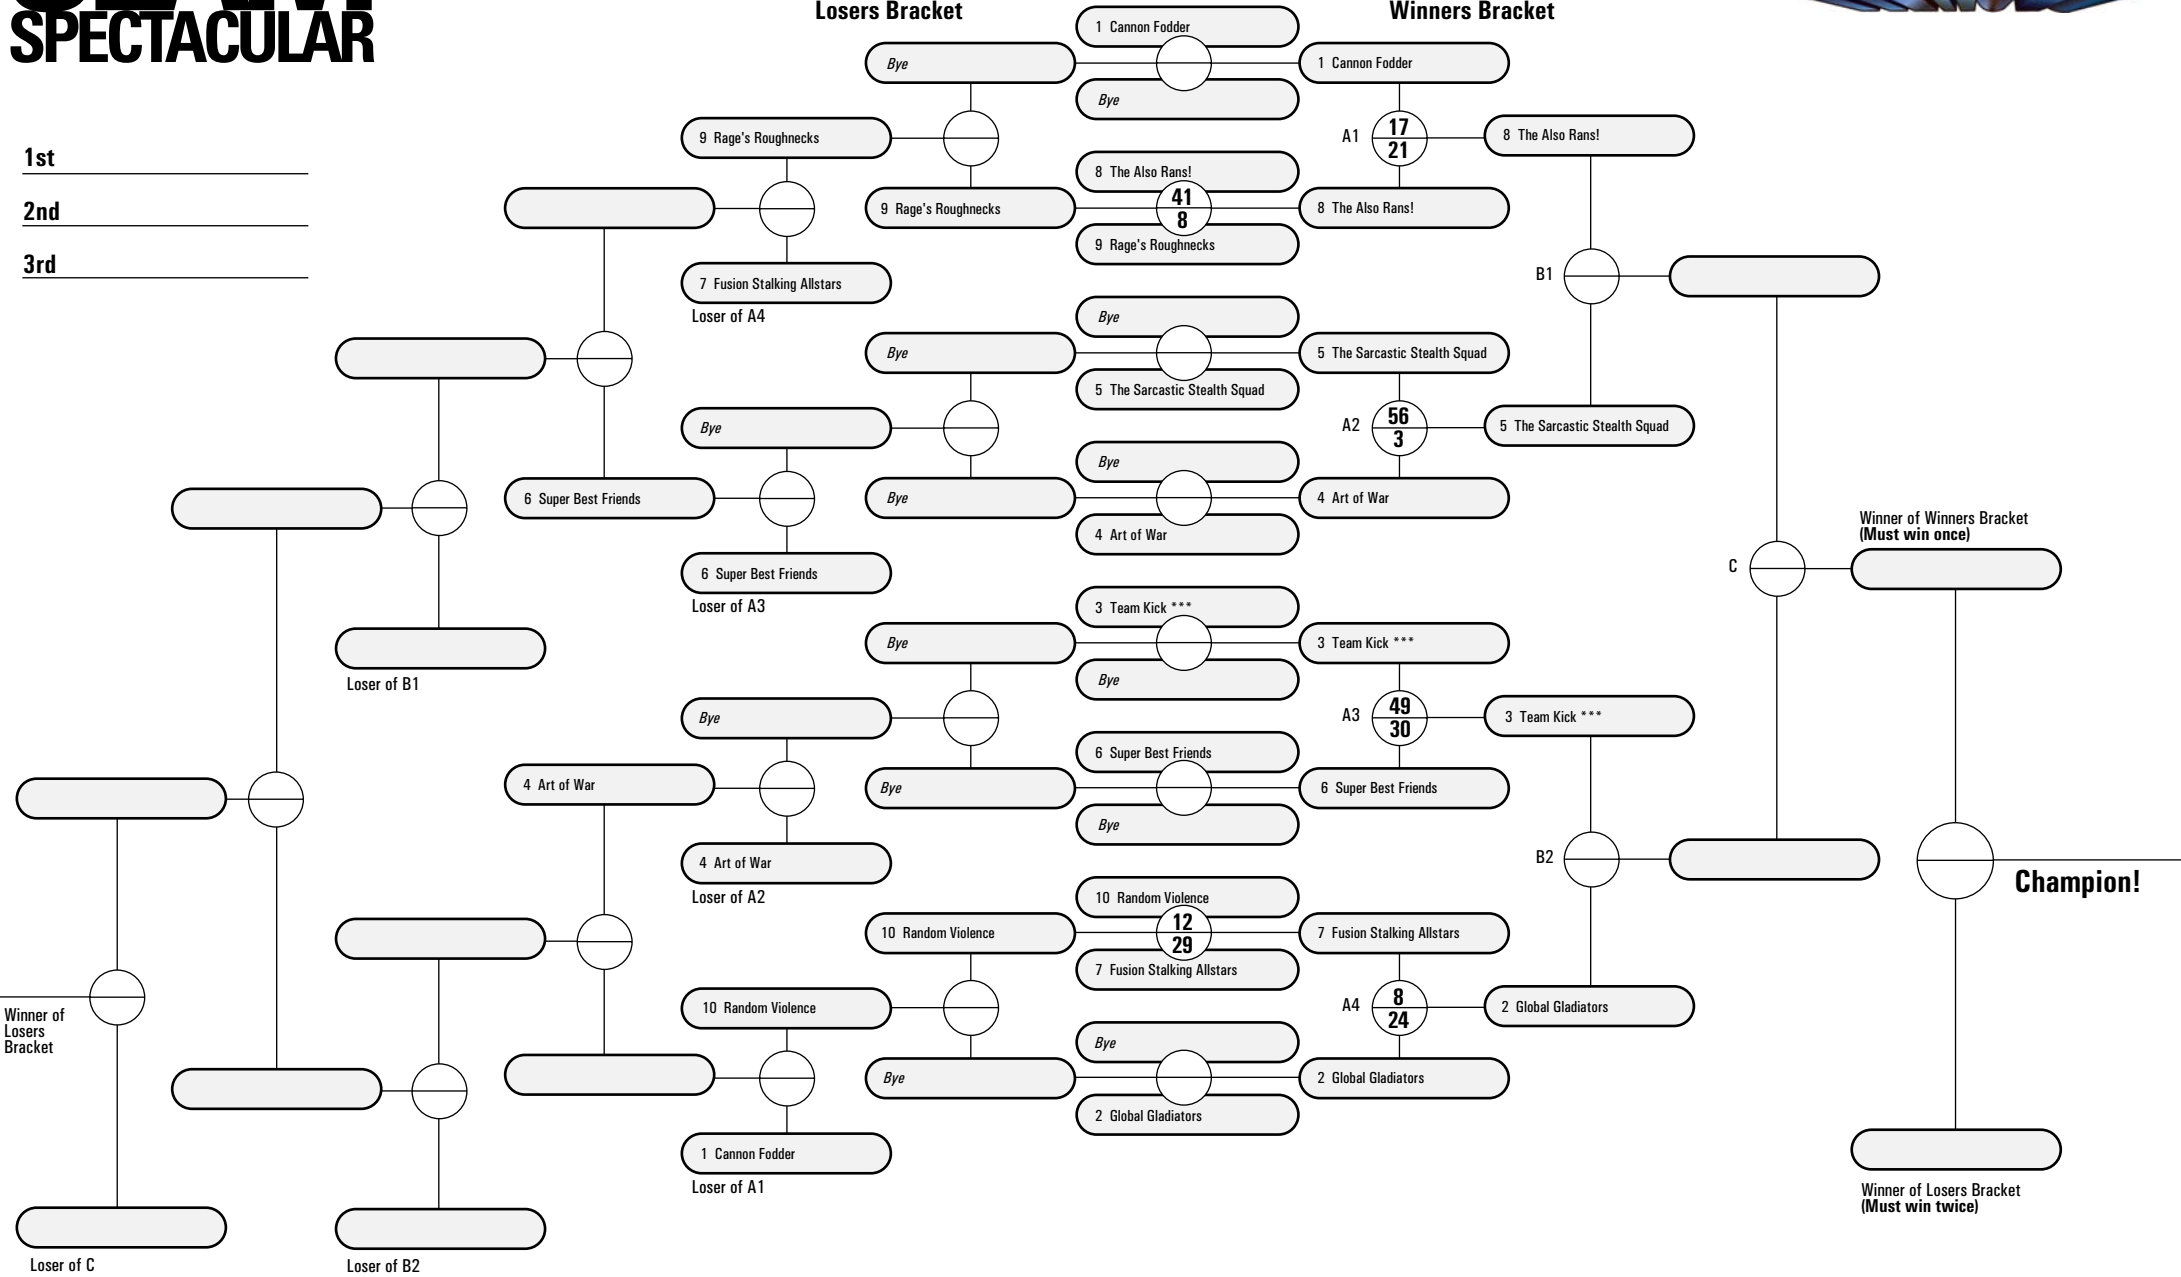 SPECTACULAR
1st
2nd
3rd
Losers Bracket
Winners Bracket
1 Cannon Fodder
Bye
1 Cannon Fodder
Bye
9 Rage's Roughnecks
A1
17
21
8 The Also Rans!
8 The Also Rans!
9 Rage's Roughnecks
41
8
8 The Also Rans!
9 Rage's Roughnecks
7 Fusion Stalking Allstars
Loser of A4
B1
Bye
Bye
5 The Sarcastic Stealth Squad
5 The Sarcastic Stealth Squad
Bye
A2
56
3
5 The Sarcastic Stealth Squad
Bye
6 Super Best Friends
Bye
4 Art of War
4 Art of War
6 Super Best Friends
Loser of A3
Winner of Winners Bracket
(Must win once)
C
3 Team Kick ***
Bye
3 Team Kick ***
Bye
Loser of B1
Bye
A3
49
30
3 Team Kick ***
6 Super Best Friends
4 Art of War
Bye
6 Super Best Friends
Bye
4 Art of War
Loser of A2
B2
Champion!
10 Random Violence
10 Random Violence
12
29
7 Fusion Stalking Allstars
7 Fusion Stalking Allstars
10 Random Violence
A4
8
24
2 Global Gladiators
Winner of
Losers
Bracket
Bye
Bye
2 Global Gladiators
2 Global Gladiators
1 Cannon Fodder
Loser of A1
Winner of Losers Bracket
(Must win twice)
Loser of C
Loser of B2